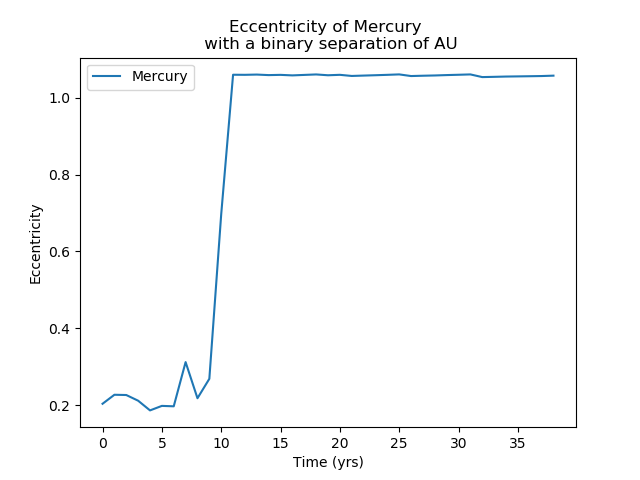 Eccentricity of Mercury
with a binary separation of AU
Mercury
1.0
0.8
0.6
0.4
0.2
Eccentricity
0 5 10 15 20 25 30 35
Time (yrs)